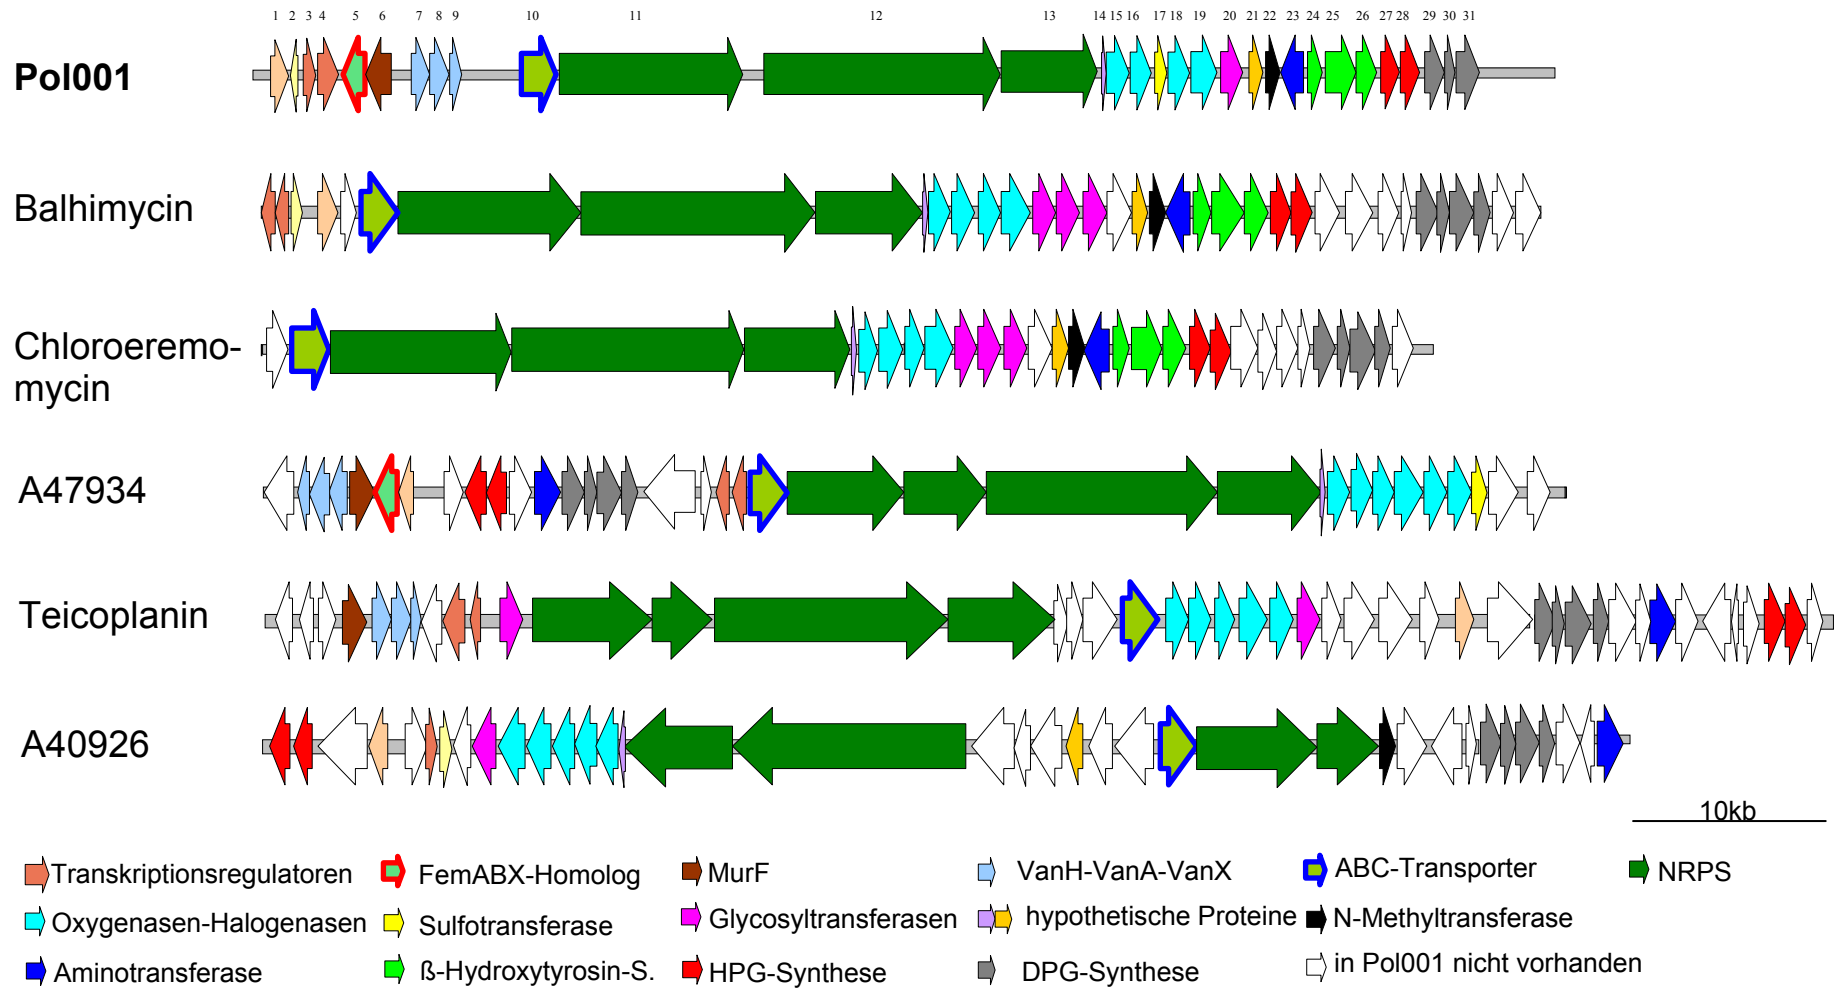 1 2 3 4 5 6 7 8 9 10 11 12 13 14 15 16 17 18 19 20 21 22 23 24 25 26 27 28 29 30 31
Pol001
Balhimycin
Chloroeremo-
mycin
A47934
Teicoplanin
A40926
10kb
Transkriptionsregulatoren FemABX-Homolog MurF VanH-VanA-VanX ABC-Transporter NRPS
Oxygenasen-Halogenasen Sulfotransferase Glycosyltransferasen hypothetische Proteine N-Methyltransferase
Aminotransferase ß-Hydroxytyrosin-S. HPG-Synthese DPG-Synthese in Pol001 nicht vorhanden